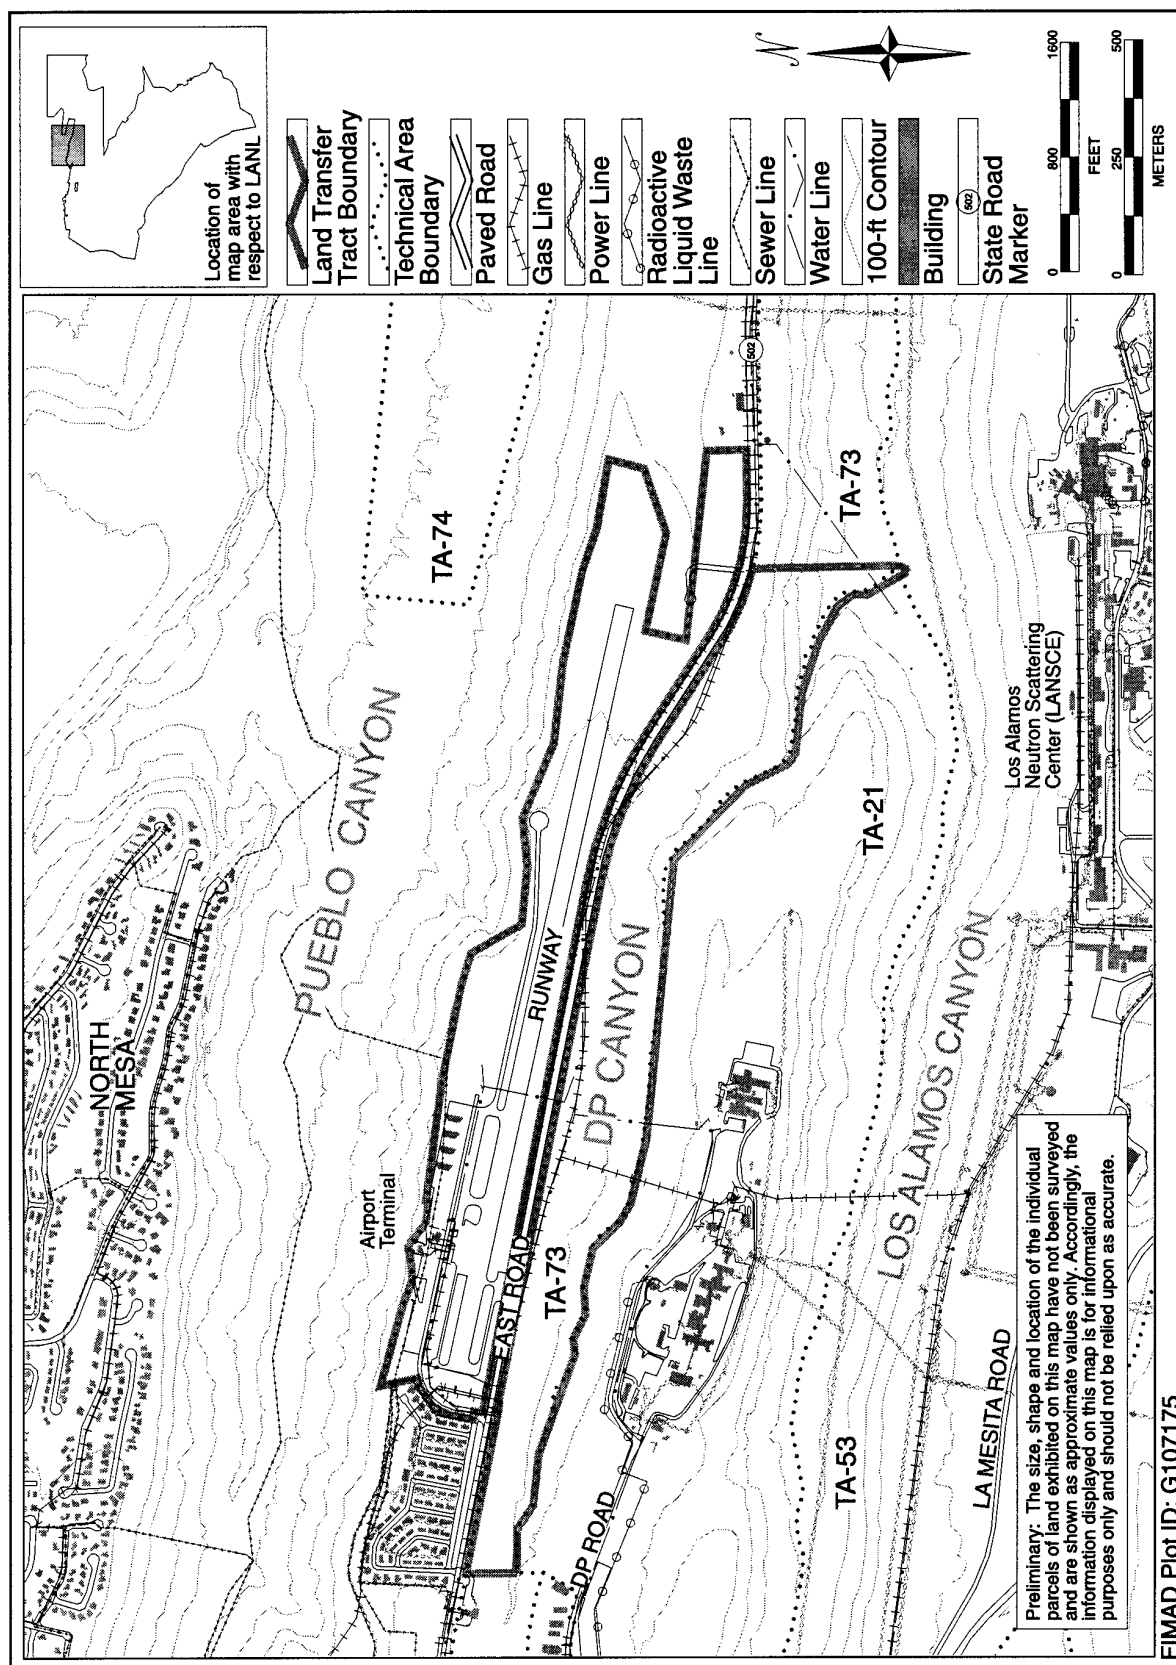 Location of
map area with
respect to LANL
Land Transfer
Tract Boundary
Technical Area
Boundary
Paved Road
Gas Line
Power Line
Radioactive
Liquid Waste
Line
Sewer Line
Water Line
100-ft Contour
Building
502
State Road
Marker
N
0
800
1600
FEET
0
250
500
METERS
NORTH
MESA
PUEBLO CANYON
TA-74
Airport
Terminal
RUNWAY
EAST ROAD
502
TA-73
DP CANYON
TA-73
DP ROAD
TA-21
TA-53
LOS ALAMOS CANYON
LA MESITA ROAD
Los Alamos
Neutron Scattering
Center (LANSCE)
Preliminary: The size, shape and location of the individual
parcels of land exhibited on this map have not been surveyed
and are shown as approximate values only. Accordingly, the
information displayed on this map is for informational
purposes only and should not be relied upon as accurate.
FIMAD Plot ID: G107175